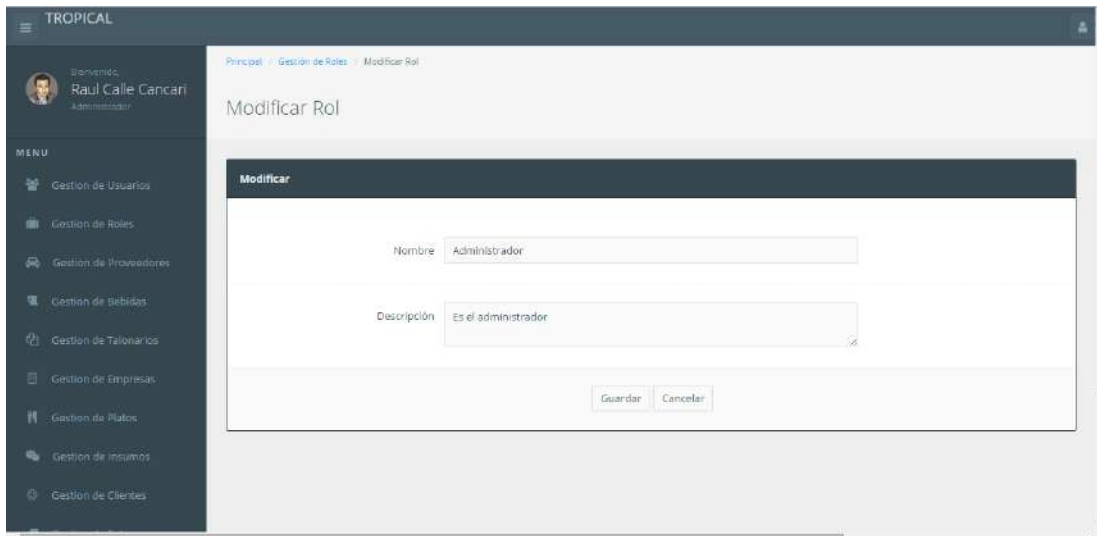 TROPICAL
Bienvenido,
Raul Calle Cancari
Administrador
MENU
Gestion de Usuarios
Gestion de Roles
Gestion de Proveedores
Gestion de Bebidas
Gestion de Talonarios
Gestion de Empresas
Gestion de Platos
Gestion de Insumos
Gestion de Clientes
Principal / Gestión de Roles / Modificar Rol
Modificar Rol
Modificar
Nombre Administrador
Descripción Es el administrador
Guardar Cancelar